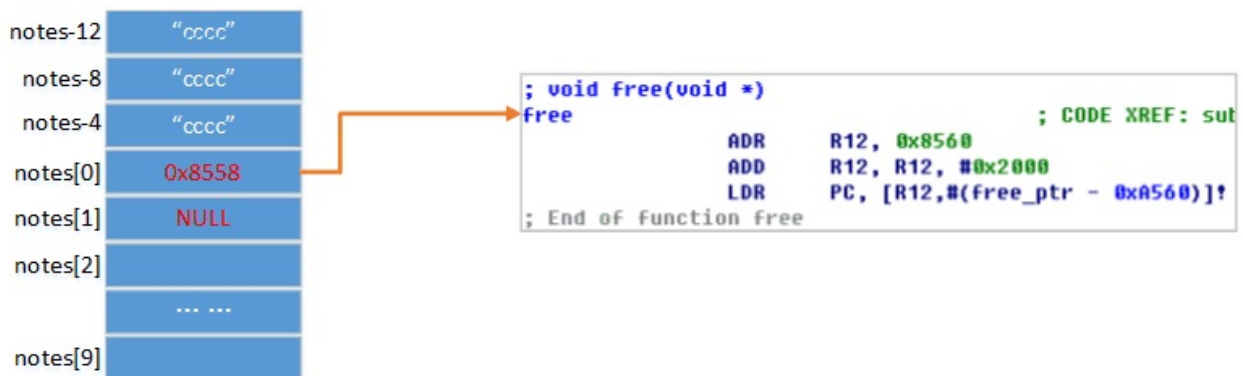 notes-12 "cccc"
notes-8 "cccc"
notes-4 "cccc"
notes[0] 0x8558
notes[1] NULL
notes[2]
... ...
notes[9]
; void free(void *)
free ; CODE XREF: sub
ADR R12, 0x8560
ADD R12, R12, #0x2000
LDR PC, [R12,#(free_ptr - 0xA560)]!
; End of function free